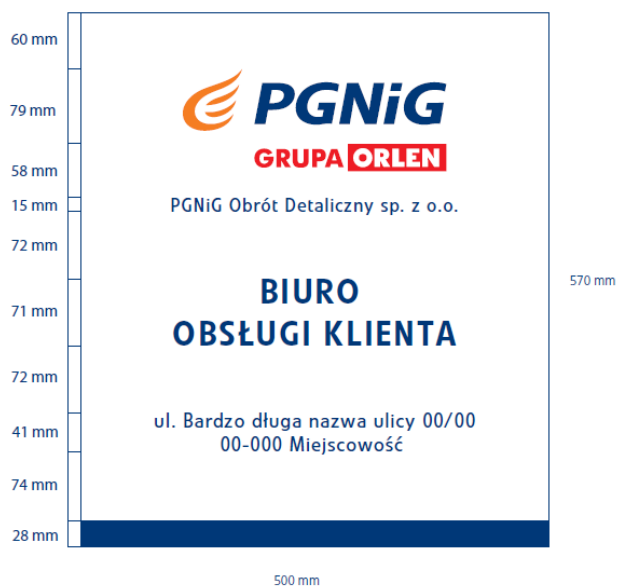 60 mm
79 mm
58 mm
15 mm
72 mm
71 mm
72 mm
41 mm
74 mm
28 mm
PGNiG
GRUPA ORLEN
PGNiG Obrót Detaliczny sp. z o.o.
BIURO
OBSŁUGI KLIENTA
ul. Bardzo długa nazwa ulicy 00/00
00-000 Miejscowość
570 mm
500 mm